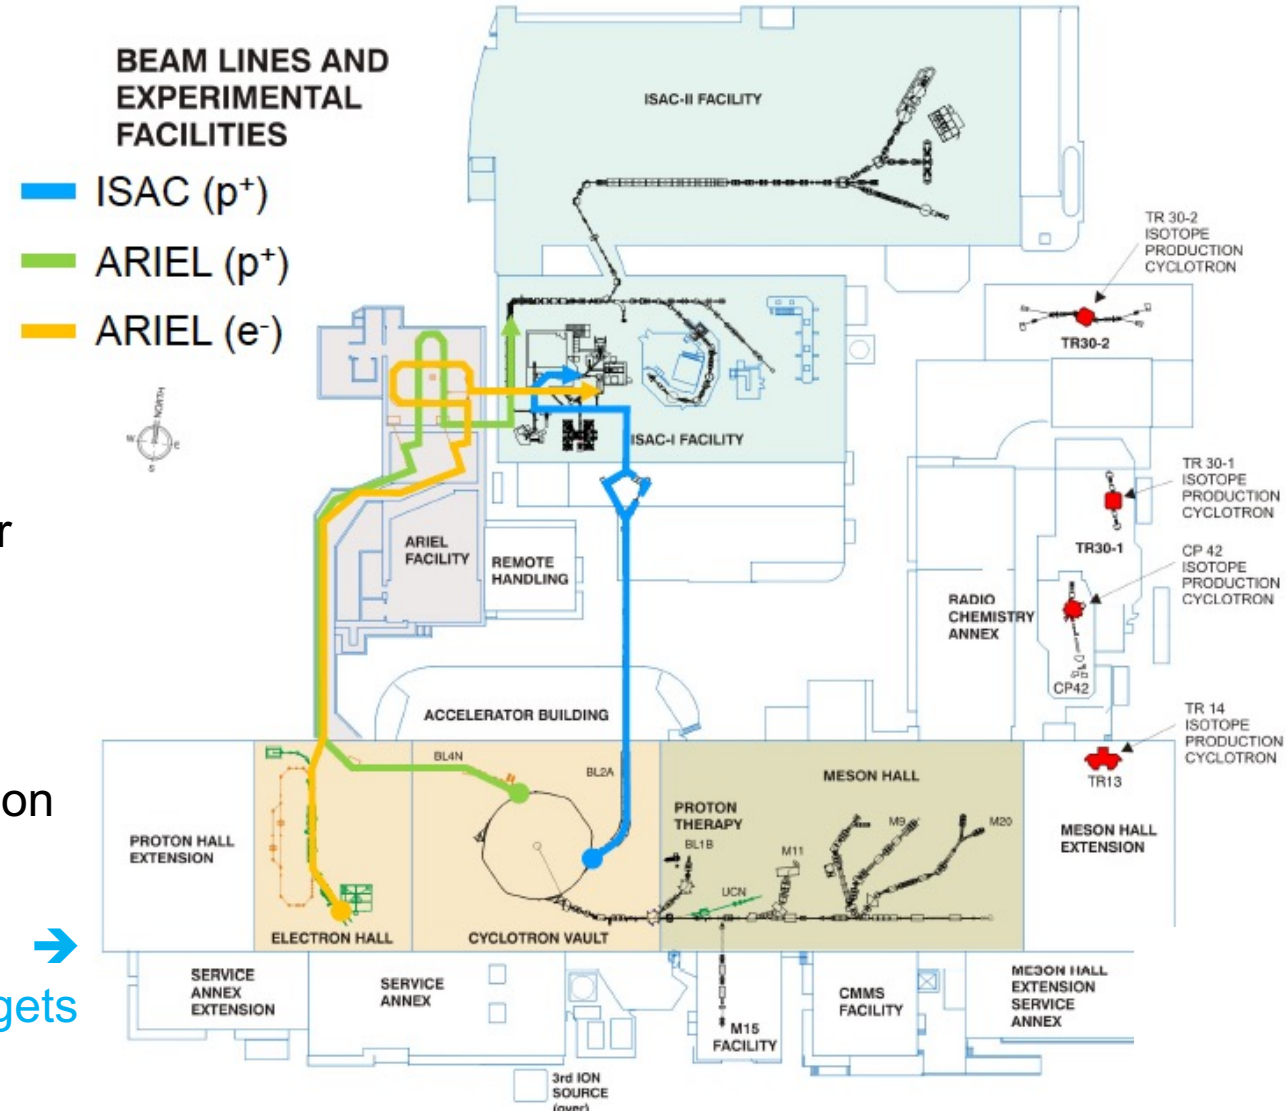 BEAM LINES AND
EXPERIMENTAL
FACILITIES
ISAC (p⁺)
ARIEL (p⁺)
ARIEL (e⁻)
ISAC-II FACILITY
TR 30-2
ISOTOPE
PRODUCTION
CYCLOTRON
TR30-2
NORTH
W
E
S
ISAC-I FACILITY
TR 30-1
ISOTOPE
PRODUCTION
CYCLOTRON
TR30-1
r
ARIEL
FACILITY
REMOTE
HANDLING
CP 42
ISOTOPE
PRODUCTION
CYCLOTRON
RADIO
CHEMISTRY
ANNEX
CP42
ACCELERATOR BUILDING
TR 14
ISOTOPE
PRODUCTION
CYCLOTRON
TR13
BL4N
BL2A
MESON HALL
on
PROTON HALL
EXTENSION
PROTON
THERAPY
BL1B
M11
M9
M20
MESON HALL
EXTENSION
UCN
➔
ELECTRON HALL
CYCLOTRON VAULT
gets
SERVICE
ANNEX
EXTENSION
SERVICE
ANNEX
M15
FACILITY
CMMS
FACILITY
MESON HALL
EXTENSION
SERVICE
ANNEX
3rd ION
SOURCE
(over)